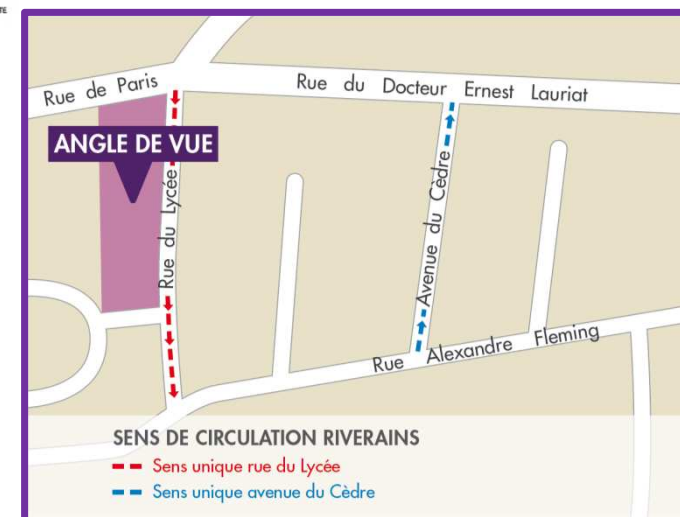 TE
Rue de Paris
Rue du Docteur Ernest Lauriat
ANGLE DE VUE
Rue du Lycée
Avenue du Cèdre
Rue Alexandre Fleming
SENS DE CIRCULATION RIVERAINS
Sens unique rue du Lycée
Sens unique avenue du Cèdre